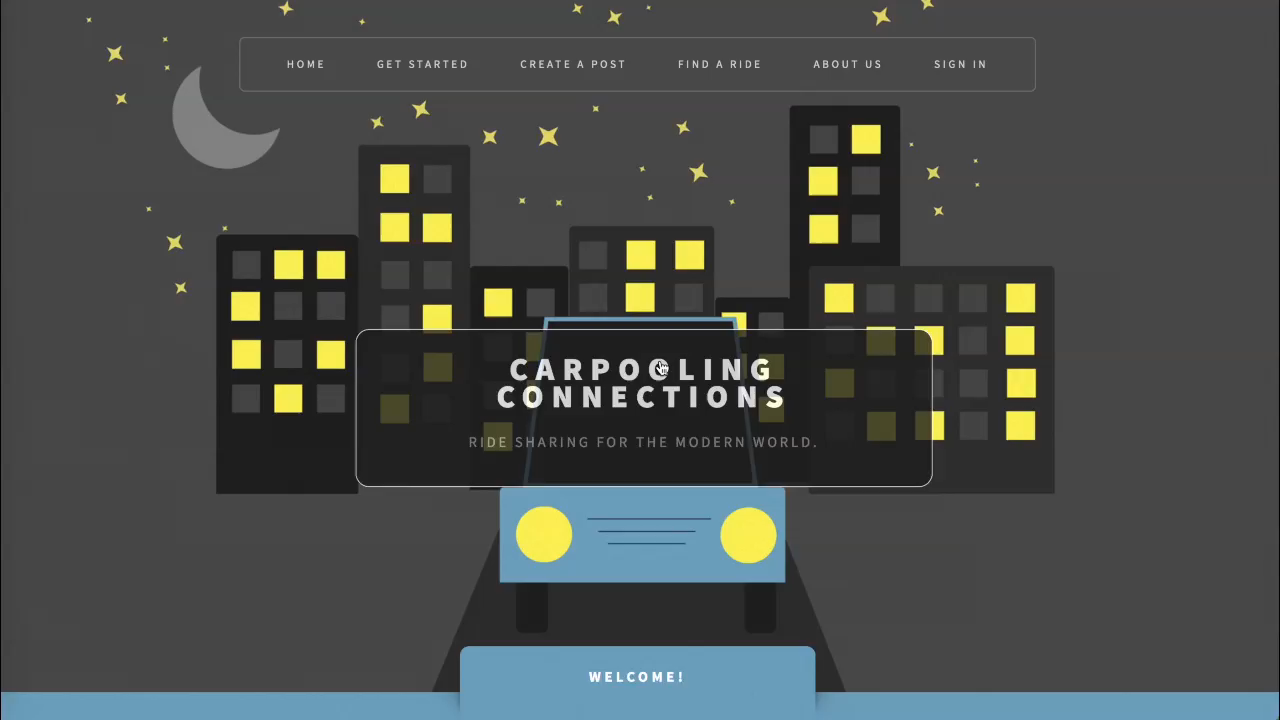 HOME GET STARTED CREATE A POST FIND A RIDE ABOUT US SIGN IN
CARPOOLING
CONNECTIONS
RIDE SHARING FOR THE MODERN WORLD.
WELCOME!